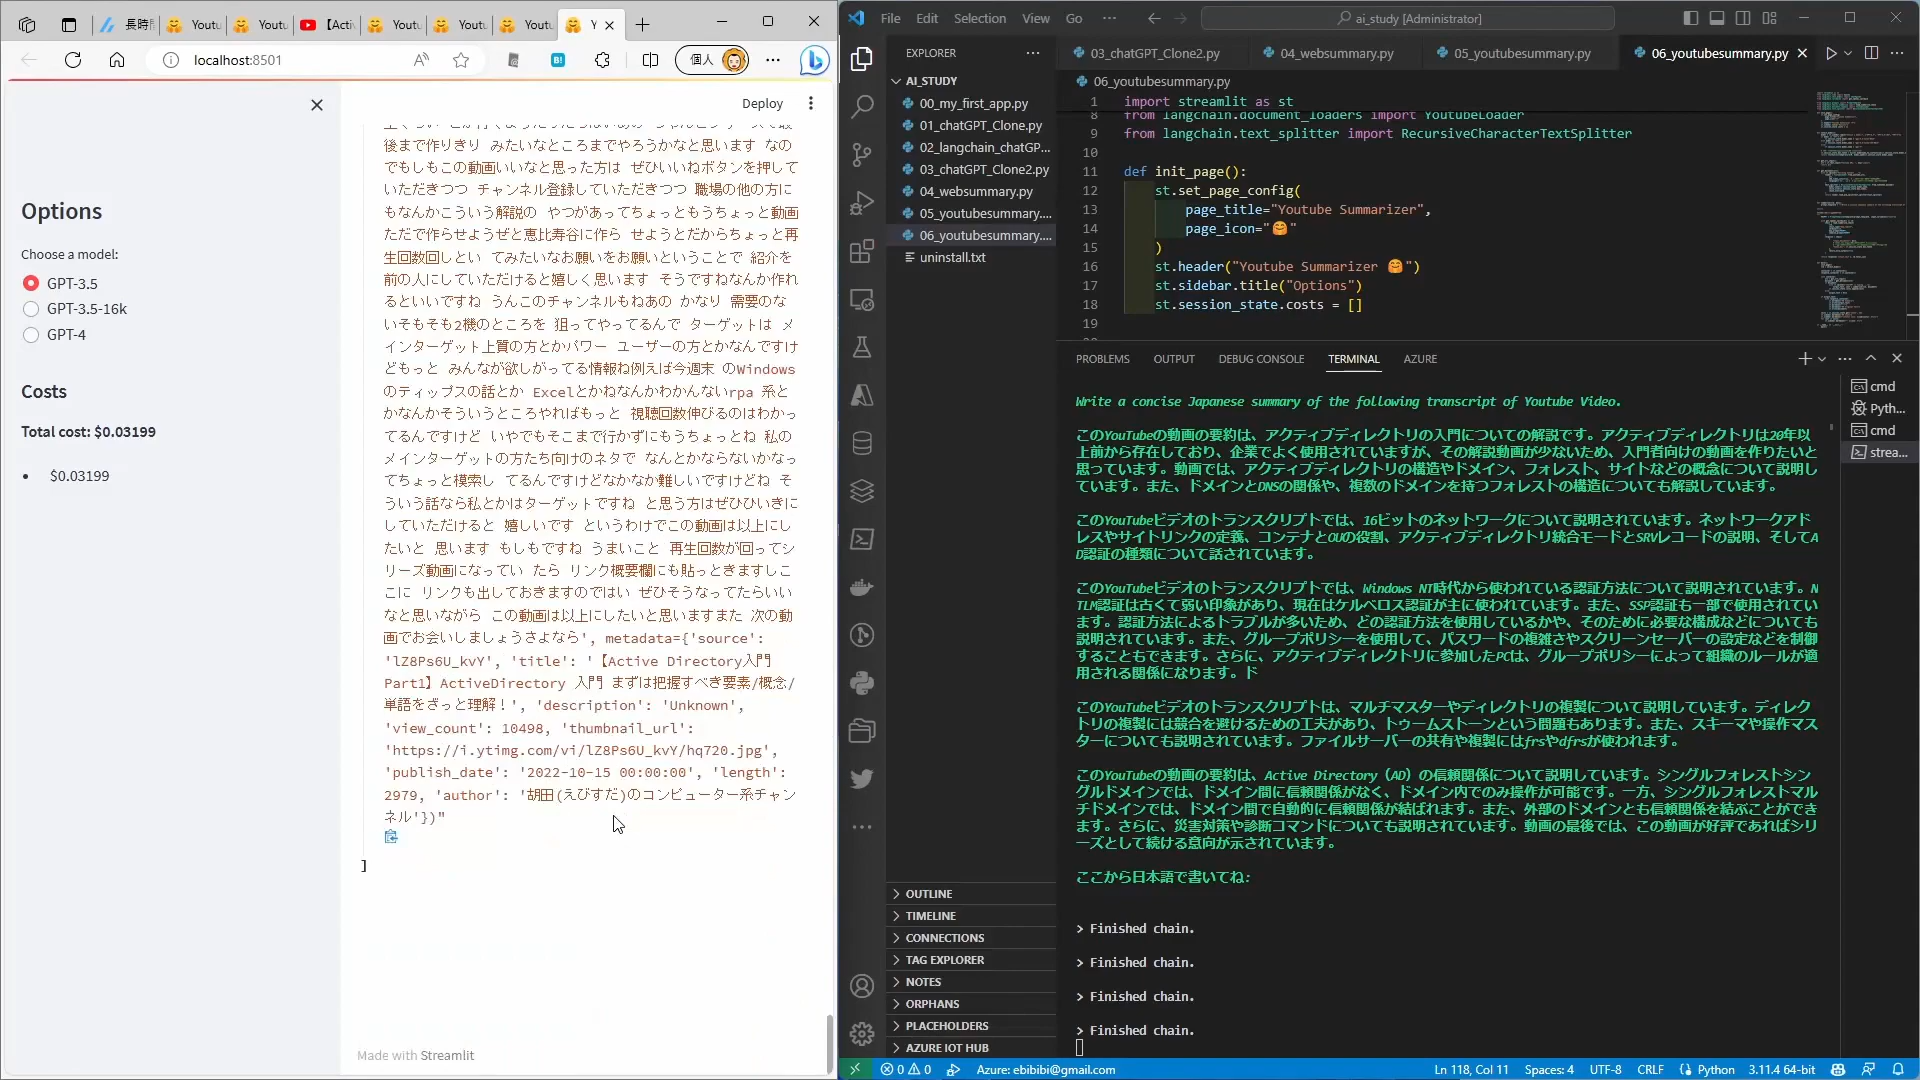 長時
Youtu
Youtu
【Activ
Youtu
Youtu
Youtu
Y
localhost:8501
個人
Deploy
Options
Choose a model:
GPT-3.5
GPT-3.5-16k
GPT-4
Costs
Total cost: $0.03199
$0.03199
後まで作りきり みたいなところまでやろうかなと思います なの
でもしもこの動画いいなと思った方は ぜひいいねボタンを押して
いただきつつ チャンネル登録していただきつつ 職場の他の方に
もなんかこういう解説の やつがあってちょっともうちょっと動画
ただで作らせようぜと恵比寿谷に作ら せようとだからちょっと再
生回数回しとい てみたいなお願いをお願いということで 紹介を
前の人にしていただけると嬉しく思います そうですねなんか作れ
るといいですね うんこのチャンネルもねあの かなり 需要のな
いそもそも2機のところを 狙ってやってるんで ターゲットは メ
インターゲット上質の方とかパワー ユーザーの方とかなんですけ
どもっと みんなが欲しがってる情報ね例えば今週末 のWindows
のティップスの話とか Excelとかねなんかわかんないrpa 系と
かなんかそういうところやればもっと 視聴回数伸びるのはわかっ
てるんですけど いやでもそこまで行かずにもうちょっとね 私の
メインターゲットの方たち向けのネタで なんとかならないかなっ
てちょっと模索し てるんですけどなかなか難しいですけどね そ
ういう話なら私とかはターゲットですね と思う方はぜひひいきに
していただけると 嬉しいです というわけでこの動画は以上にし
たいと 思います もしもですね うまいこと 再生回数が回ってシ
リーズ動画になってい たら リンク概要欄にも貼っときますしこ
こに リンクも出しておきますのではい ぜひそうなってたらいい
なと思いながら この動画は以上にしたいと思いますまた 次の動
画でお会いしましょうさよなら', metadata={'source':
'lZ8Ps6U_kvY', 'title': '【Active Directory入門
Part1】ActiveDirectory 入門 まずは把握すべき要素/概念/
単語をざっと理解！', 'description': 'Unknown',
'view_count': 10498, 'thumbnail_url':
'https://i.ytimg.com/vi/lZ8Ps6U_kvY/hq720.jpg',
'publish_date': '2022-10-15 00:00:00', 'length':
2979, 'author': '胡田(えびすだ)のコンピューター系チャン
ネル'})"
]
Made with Streamlit
File Edit Selection View Go ···
ai_study [Administrator]
EXPLORER
AI_STUDY
00_my_first_app.py
01_chatGPT_Clone.py
02_langchain_chatGP...
03_chatGPT_Clone2.py
04_websummary.py
05_youtubesummary....
06_youtubesummary....
uninstall.txt
OUTLINE
TIMELINE
CONNECTIONS
TAG EXPLORER
NOTES
ORPHANS
PLACEHOLDERS
AZURE IOT HUB
03_chatGPT_Clone2.py
04_websummary.py
05_youtubesummary.py
06_youtubesummary.py
06_youtubesummary.py
1 import streamlit as st
8 from langchain.document_loaders import YoutubeLoader
9 from langchain.text_splitter import RecursiveCharacterTextSplitter
10
11 def init_page():
12 st.set_page_config(
13 page_title="Youtube Summarizer",
14 page_icon="🤗"
15 )
16 st.header("Youtube Summarizer 🤗")
17 st.sidebar.title("Options")
18 st.session_state.costs = []
19
PROBLEMS OUTPUT DEBUG CONSOLE TERMINAL AZURE
cmd
Pyth...
cmd
strea...
Write a concise Japanese summary of the following transcript of Youtube Video.
このYouTubeの動画の要約は、アクティブディレクトリの入門についての解説です。アクティブディレクトリは20年以
上前から存在しており、企業でよく使用されていますが、その解説動画が少ないため、入門者向けの動画を作りたいと
思っています。動画では、アクティブディレクトリの構造やドメイン、フォレスト、サイトなどの概念について説明し
ています。また、ドメインとDNSの関係や、複数のドメインを持つフォレストの構造についても解説しています。
このYouTubeビデオのトランスクリプトでは、16ビットのネットワークについて説明されています。ネットワークアド
レスやサイトリンクの定義、コンテナとOUの役割、アクティブディレクトリ統合モードとSRVレコードの説明、そしてA
D認証の種類について話されています。
このYouTubeビデオのトランスクリプトでは、Windows NT時代から使われている認証方法について説明されています。N
TLM認証は古くて弱い印象があり、現在はケルベロス認証が主に使われています。また、SSP認証も一部で使用されてい
ます。認証方法によるトラブルが多いため、どの認証方法を使用しているかや、そのために必要な構成などについても
説明されています。また、グループポリシーを使用して、パスワードの複雑さやスクリーンセーバーの設定などを制御
することもできます。さらに、アクティブディレクトリに参加したPCは、グループポリシーによって組織のルールが適
用される関係になります。ド
このYouTubeビデオのトランスクリプトは、マルチマスターやディレクトリの複製について説明しています。ディレク
トリの複製には競合を避けるための工夫があり、トゥームストーンという問題もあります。また、スキーマや操作マス
ターについても説明されています。ファイルサーバーの共有や複製にはfrsやdfrsが使われます。
このYouTubeの動画の要約は、Active Directory（AD）の信頼関係について説明しています。シングルフォレストシン
グルドメインでは、ドメイン間に信頼関係がなく、ドメイン内でのみ操作が可能です。一方、シングルフォレストマル
チドメインでは、ドメイン間で自動的に信頼関係が結ばれます。また、外部のドメインとも信頼関係を結ぶことができ
ます。さらに、災害対策や診断コマンドについても説明されています。動画の最後では、この動画が好評であればシリ
ーズとして続ける意向が示されています。
ここから日本語で書いてね:
> Finished chain.
> Finished chain.
> Finished chain.
> Finished chain.
0 0 Azure: ebibibi@gmail.com
Ln 118, Col 11 Spaces: 4 UTF-8 CRLF Python 3.11.4 64-bit